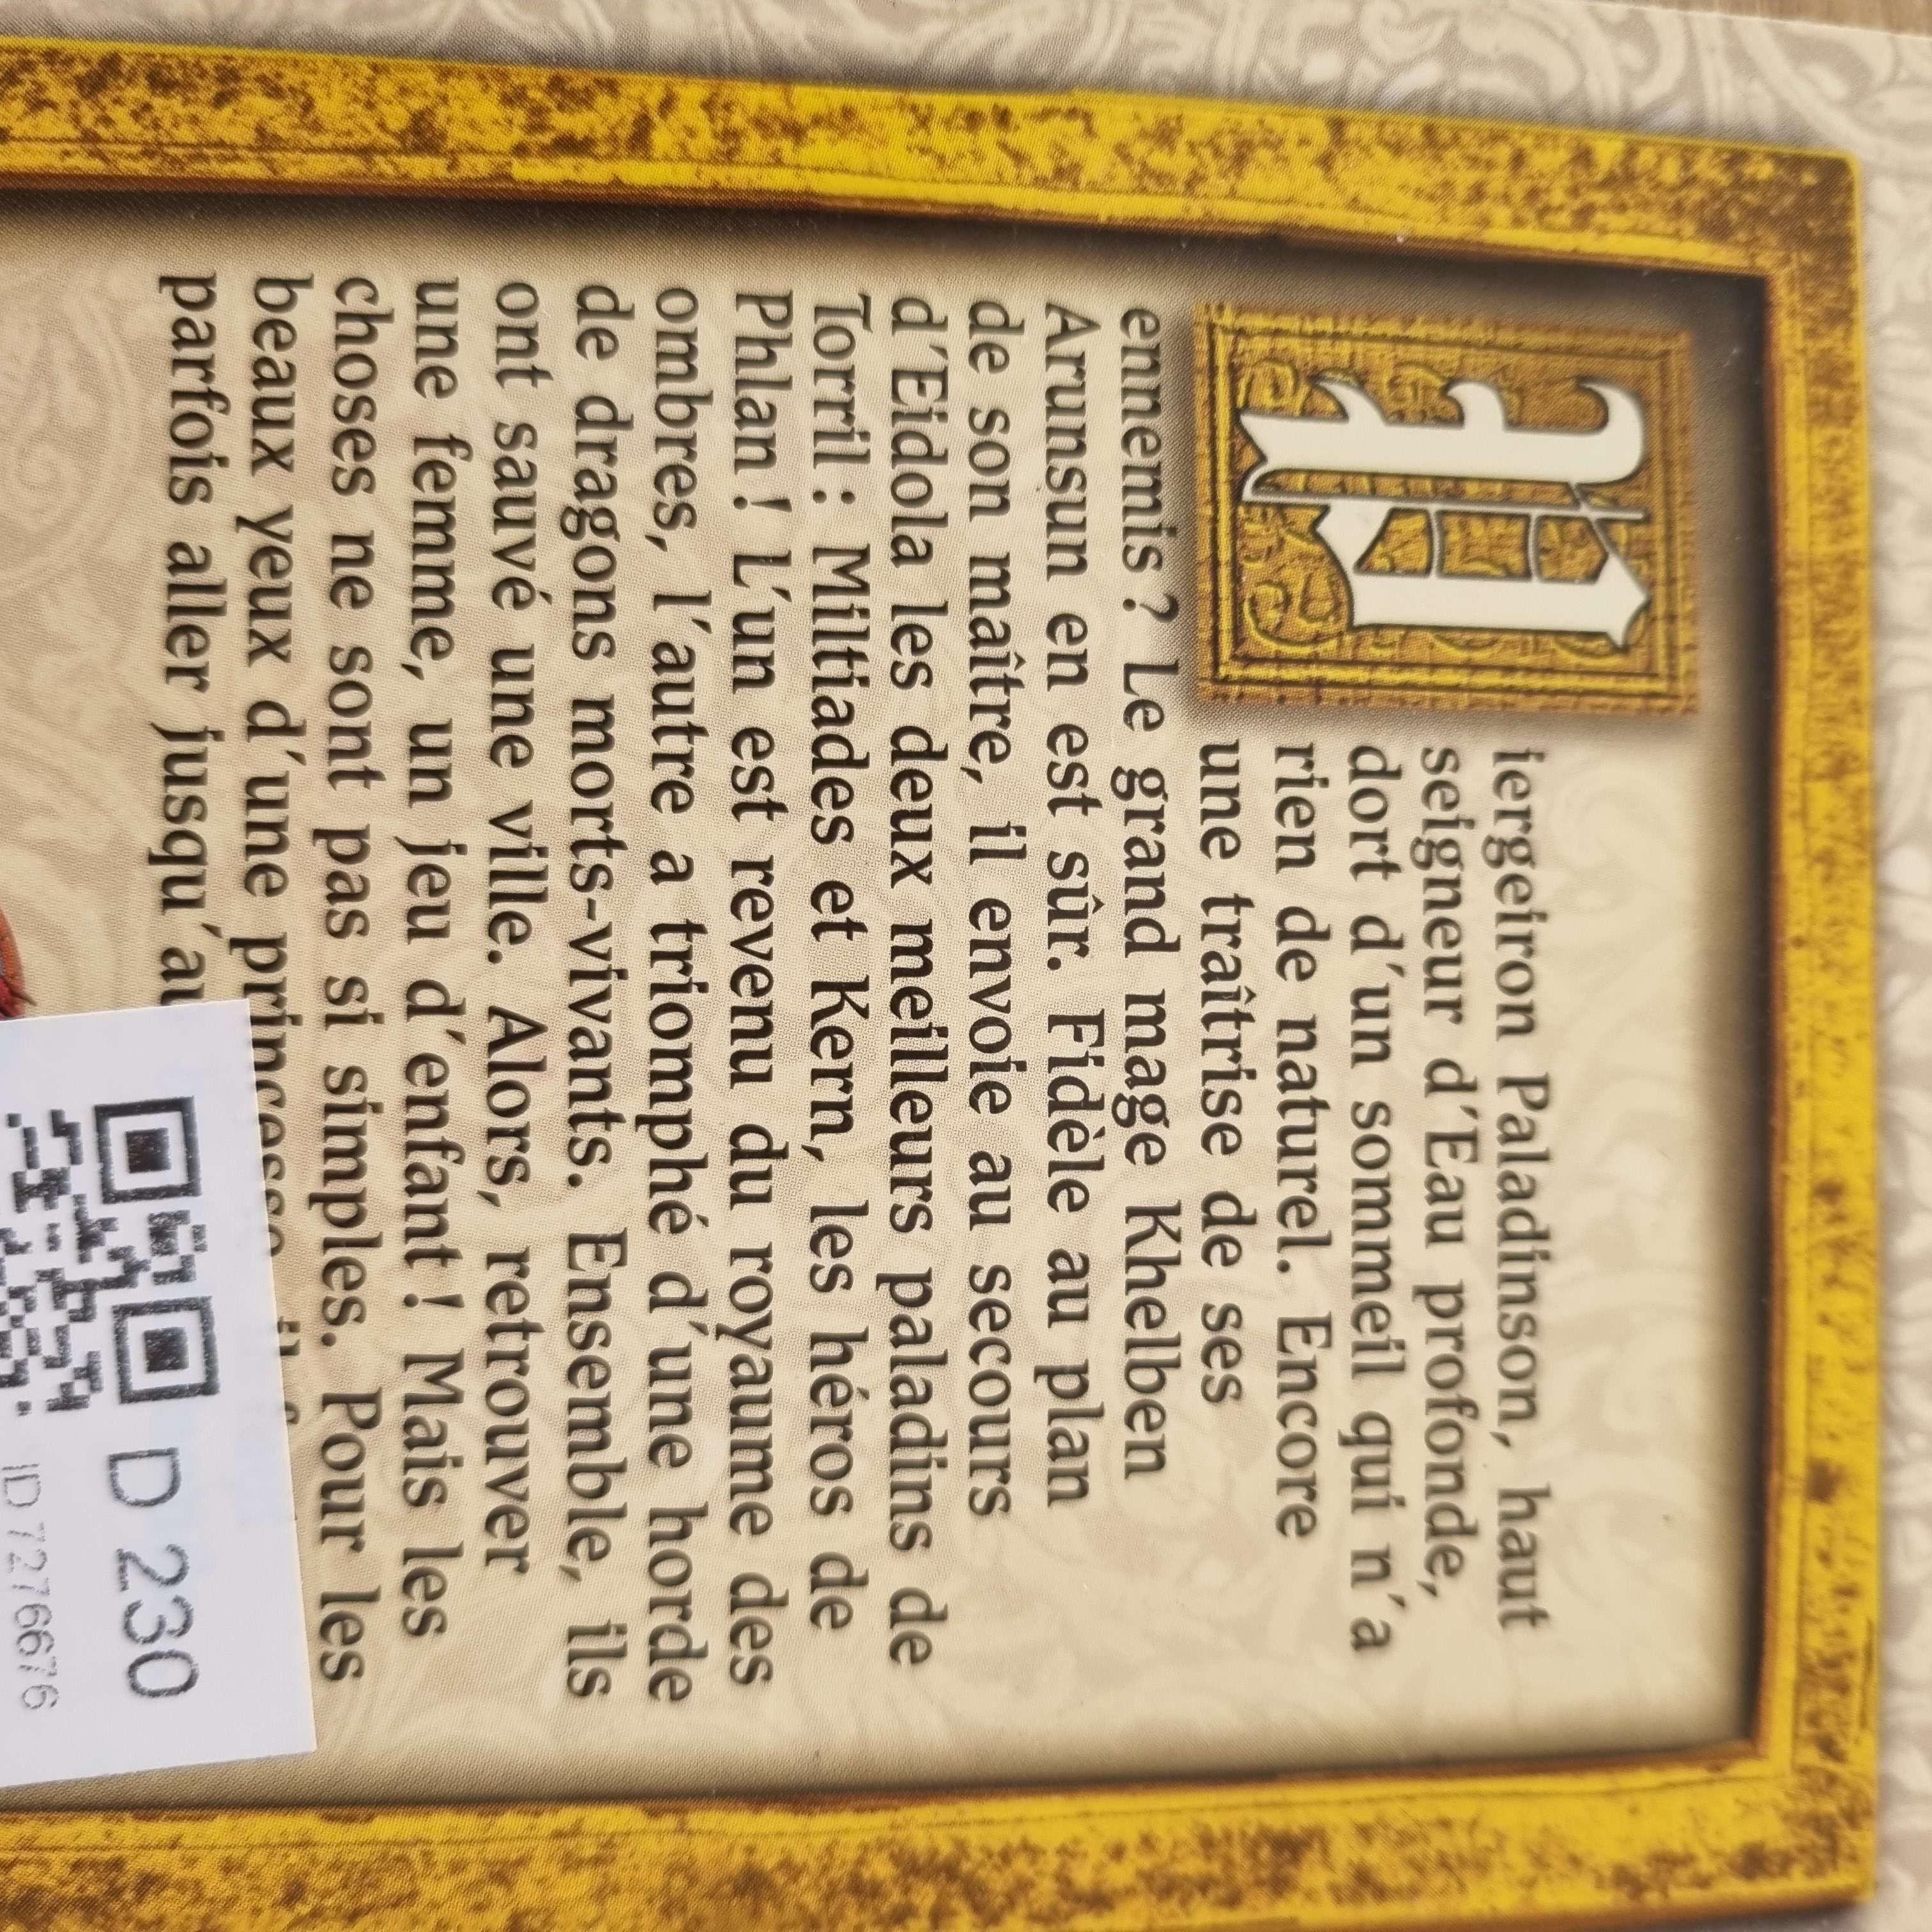 Piergeiron Paladinson, haut
seigneur d'Eau profonde,
dort d'un sommeil qui n'a
rien de naturel. Encore
une traîtrise de ses
ennemis ? Le grand mage Khelben
Arunsun en est sûr. Fidèle au plan
de son maître, il envoie au secours
d'Eidola les deux meilleurs paladins de
Torril : Miltiades et Kern, les héros de
Phlan ! L'un est revenu du royaume des
ombres, l'autre a triomphé d'une horde
de dragons morts-vivants. Ensemble, ils
ont sauvé une ville. Alors, retrouver
une femme, un jeu d'enfant ! Mais les
choses ne sont pas si simples. Pour les
beaux yeux d'une princesse
parfois aller jusqu'au
D 230
ID 7276676